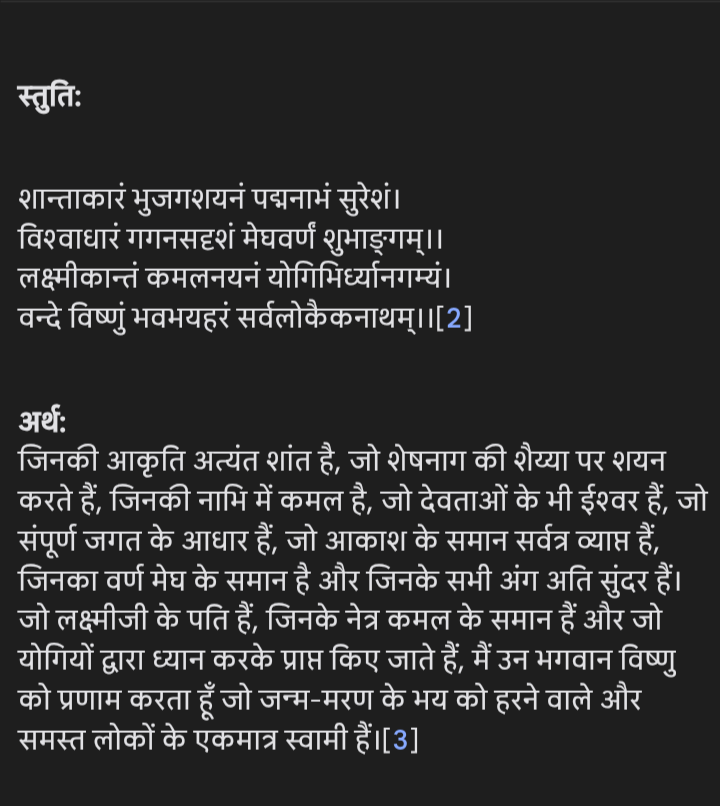 स्तुति:
शान्ताकारं भुजगशयनं पद्मनाभं सुरेशं।
विश्वाधारं गगनसदृशं मेघवर्णं शुभाङ्गम्।।
लक्ष्मीकान्तं कमलनयनं योगिभिर्ध्यानगम्यं।
वन्दे विष्णुं भवभयहरं सर्वलोकैकनाथम्।।[2]
अर्थ:
जिनकी आकृति अत्यंत शांत है, जो शेषनाग की शैय्या पर शयन
करते हैं, जिनकी नाभि में कमल है, जो देवताओं के भी ईश्वर हैं, जो
संपूर्ण जगत के आधार हैं, जो आकाश के समान सर्वत्र व्याप्त हैं,
जिनका वर्ण मेघ के समान है और जिनके सभी अंग अति सुंदर हैं।
जो लक्ष्मीजी के पति हैं, जिनके नेत्र कमल के समान हैं और जो
योगियों द्वारा ध्यान करके प्राप्त किए जाते हैं, मैं उन भगवान विष्णु
को प्रणाम करता हूँ जो जन्म-मरण के भय को हरने वाले और
समस्त लोकों के एकमात्र स्वामी हैं।[3]